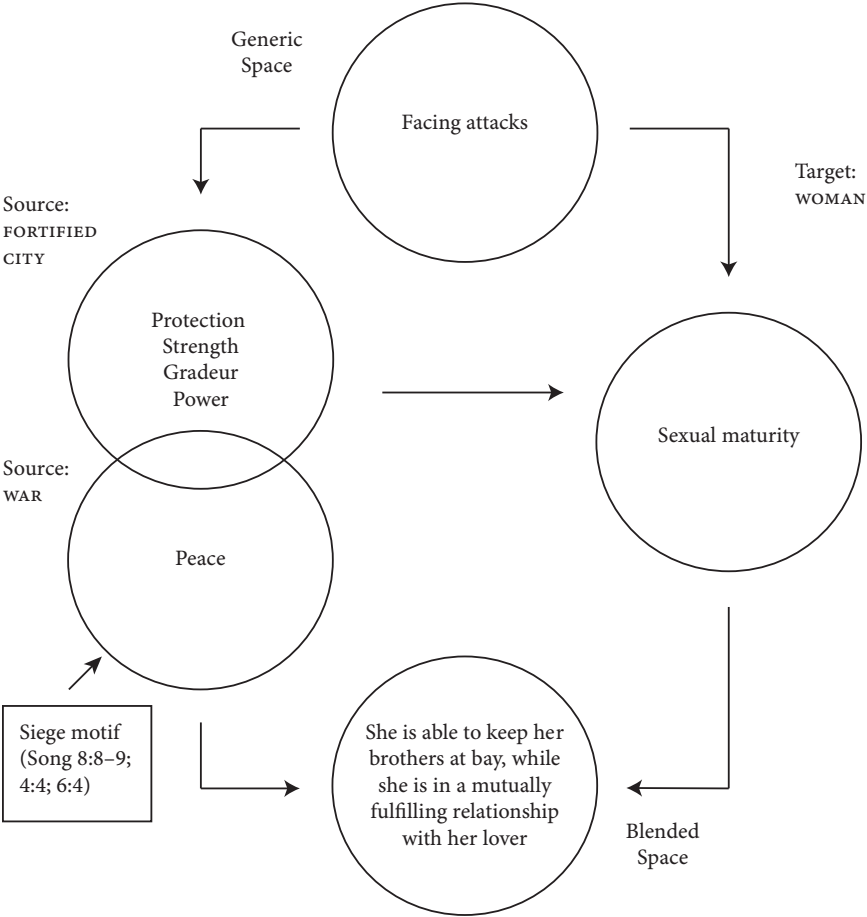 Generic
Space
Facing attacks
Target:
WOMAN
Source:
FORTIFIED
CITY
Protection
Strength
Gradeur
Power
Sexual maturity
Source:
WAR
Peace
Siege motif
(Song 8:8–9;
4:4; 6:4)
She is able to keep her
brothers at bay, while
she is in a mutually
fulfilling relationship
with her lover
Blended
Space